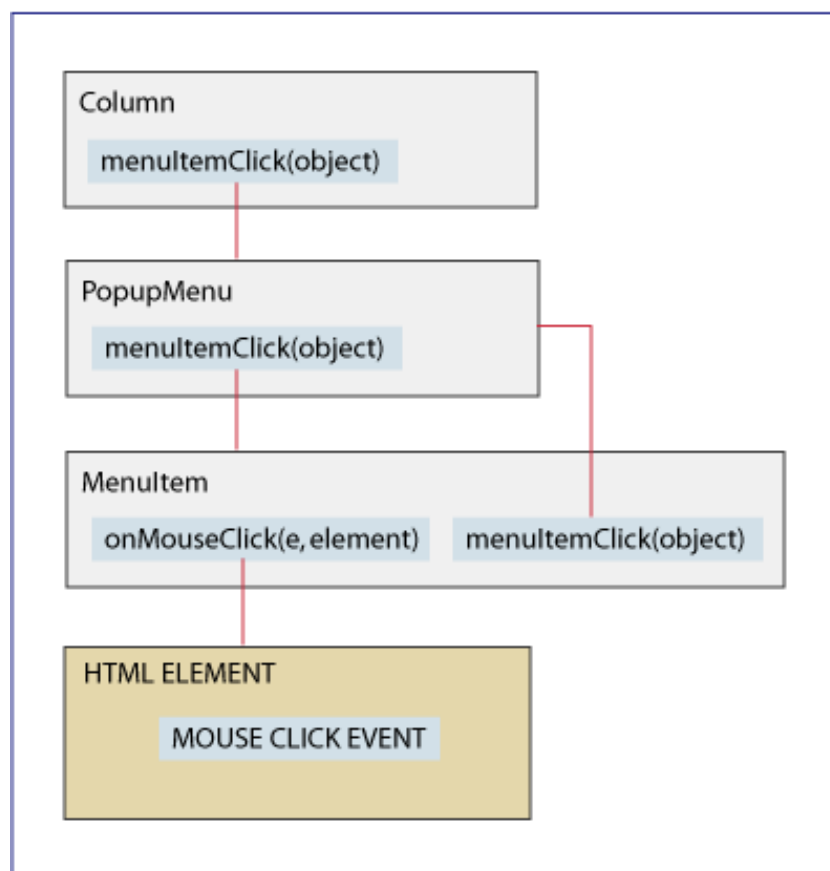 Column
menuItemClick(object)
PopupMenu
menuItemClick(object)
MenuItem
onMouseClick(e, element)
menuItemClick(object)
HTML ELEMENT
MOUSE CLICK EVENT